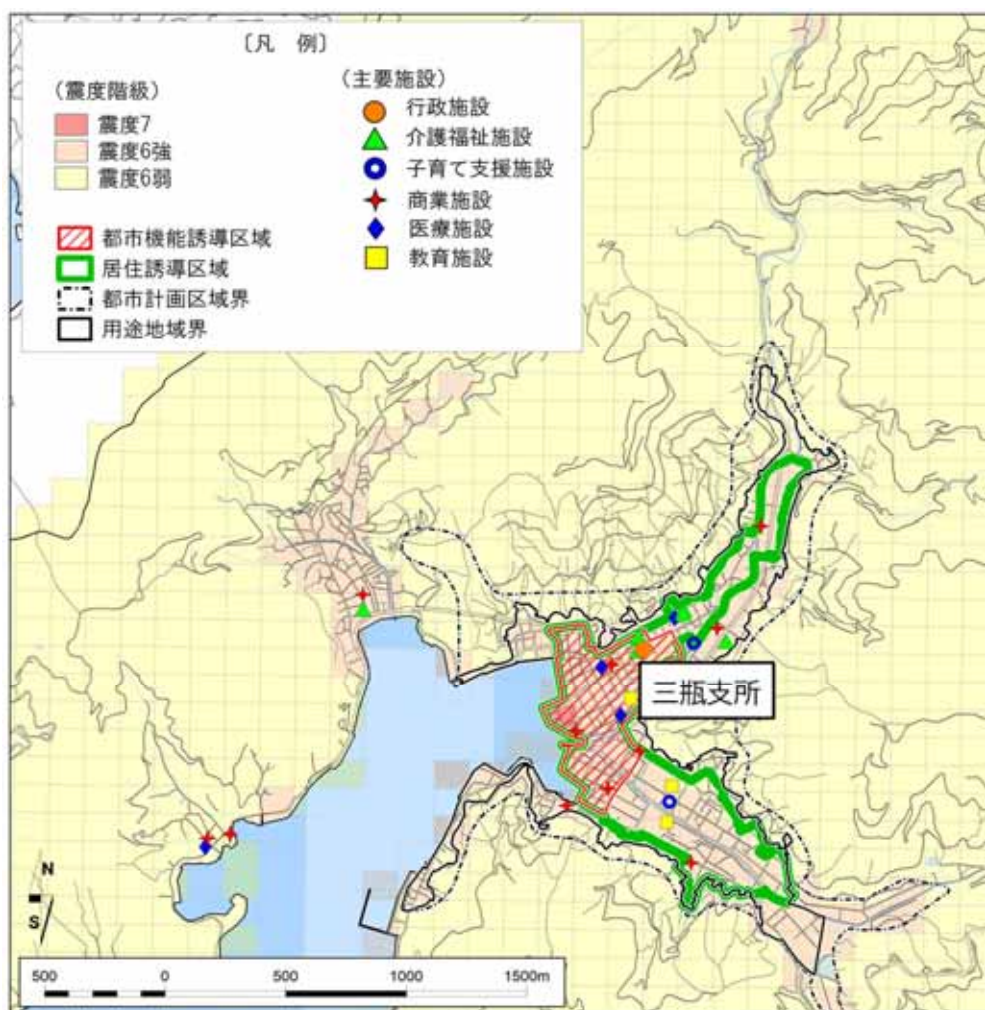 〔凡　例〕
（震度階級）
震度7
震度6強
震度6弱
都市機能誘導区域
居住誘導区域
都市計画区域界
用途地域界
（主要施設）
行政施設
介護福祉施設
子育て支援施設
商業施設
医療施設
教育施設
三瓶支所
N
S
500 0 500 1000 1500m